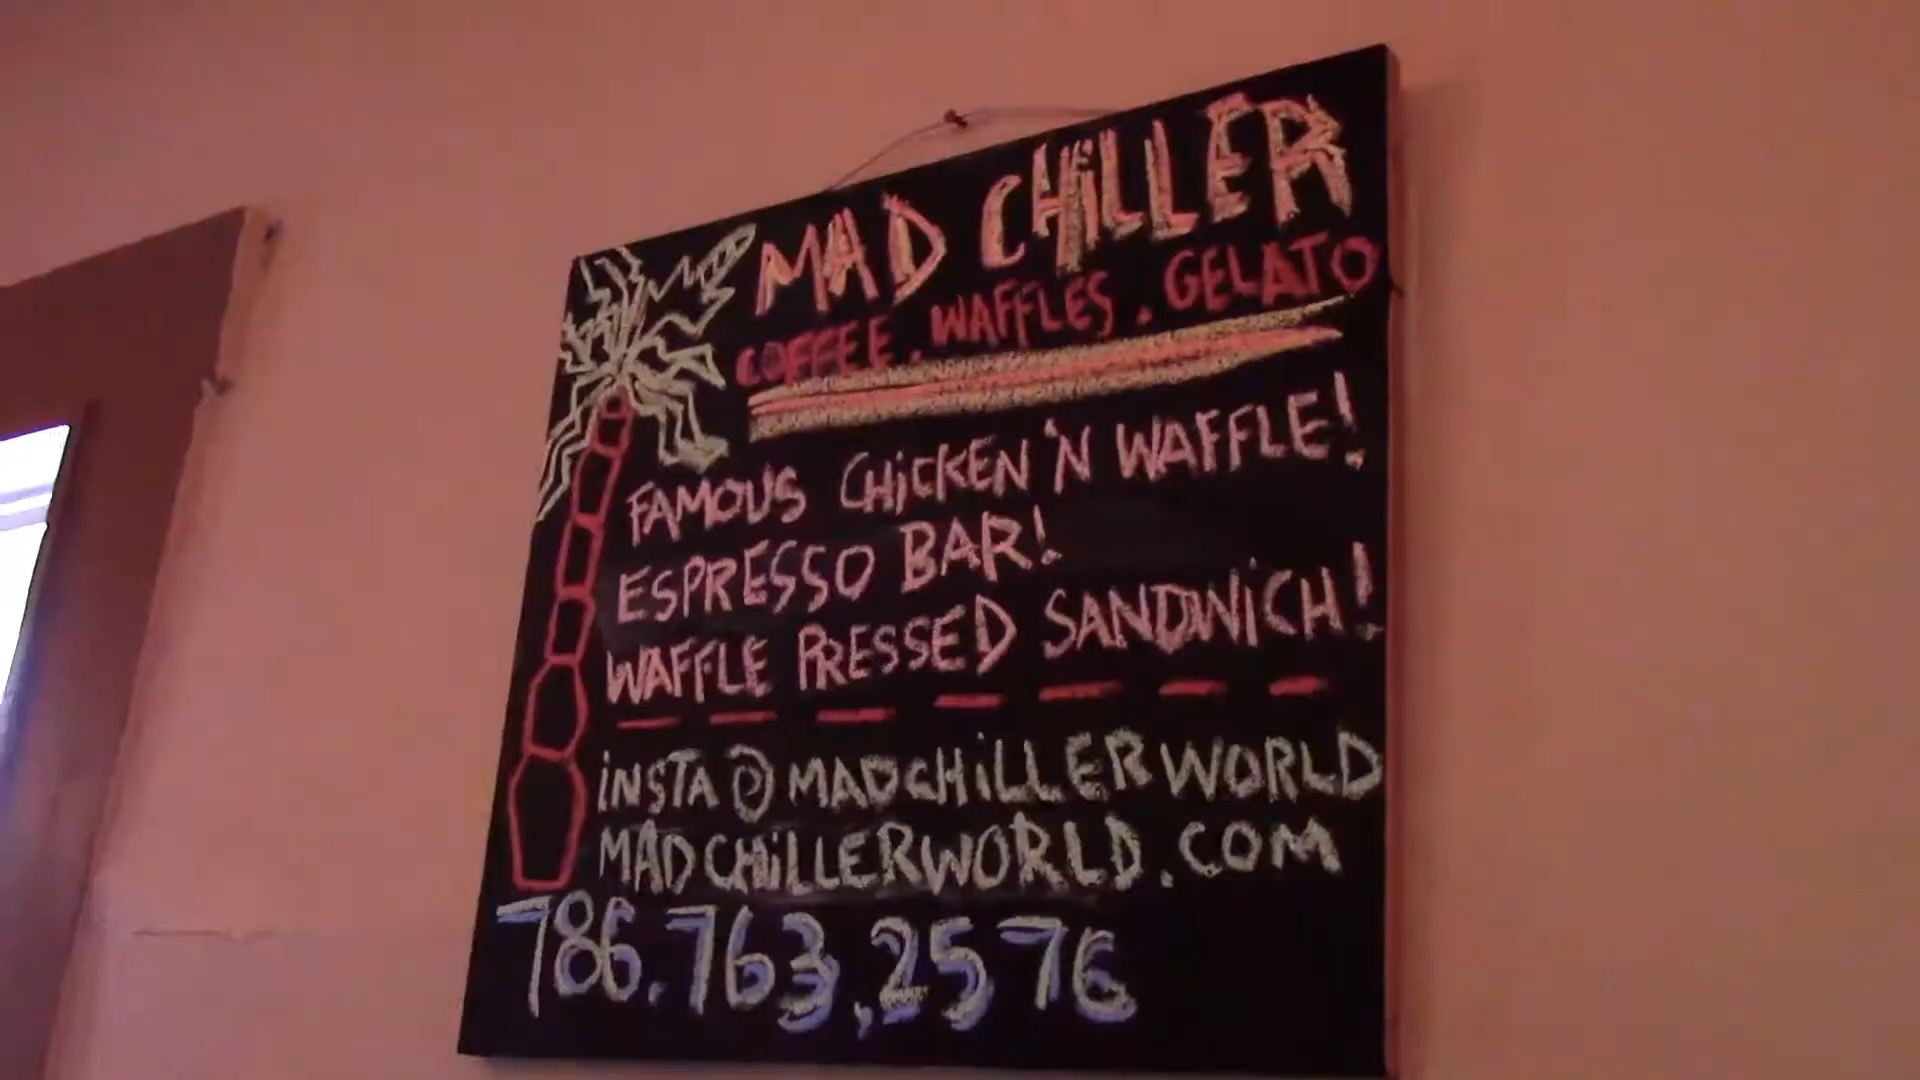 MAD CHiLLER
COFFEE. WAFFLES. GELATO
FAMOUS CHiCKEN 'N WAFFLE!
ESPRESSO BAR!
WAFFLE PRESSED SANDWiCH!
iNSTA@MADCHiLLERWORLD
MADCHiLLERWORLD.COM
786.763.2576